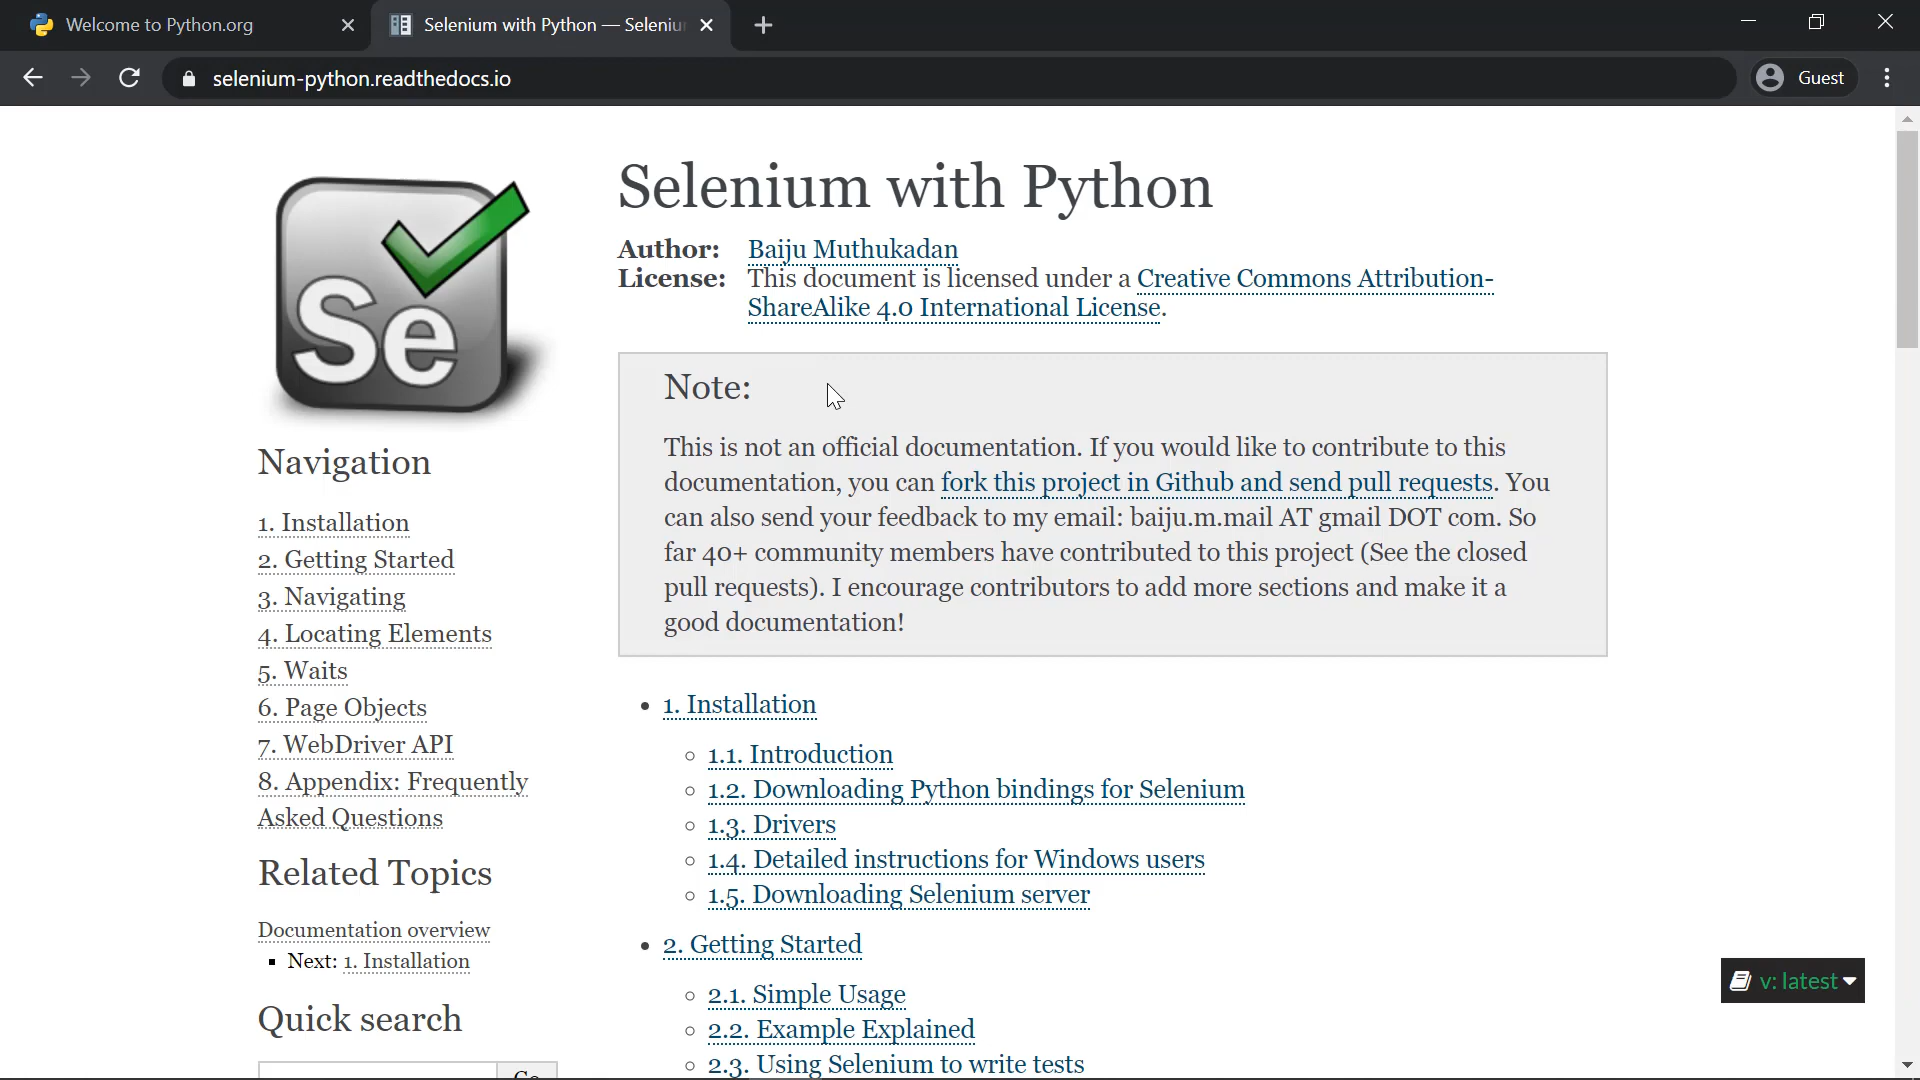 Welcome to Python.org
Selenium with Python — Seleniu
selenium-python.readthedocs.io
Guest
Se
Navigation
1. Installation
2. Getting Started
3. Navigating
4. Locating Elements
5. Waits
6. Page Objects
7. WebDriver API
8. Appendix: Frequently
Asked Questions
Related Topics
Documentation overview
Next: 1. Installation
Quick search
Go
Selenium with Python
Author: Baiju Muthukadan
License: This document is licensed under a Creative Commons Attribution-
ShareAlike 4.0 International License.
Note:
This is not an official documentation. If you would like to contribute to this
documentation, you can fork this project in Github and send pull requests. You
can also send your feedback to my email: baiju.m.mail AT gmail DOT com. So
far 40+ community members have contributed to this project (See the closed
pull requests). I encourage contributors to add more sections and make it a
good documentation!
1. Installation
1.1. Introduction
1.2. Downloading Python bindings for Selenium
1.3. Drivers
1.4. Detailed instructions for Windows users
1.5. Downloading Selenium server
2. Getting Started
2.1. Simple Usage
2.2. Example Explained
2.3. Using Selenium to write tests
v: latest